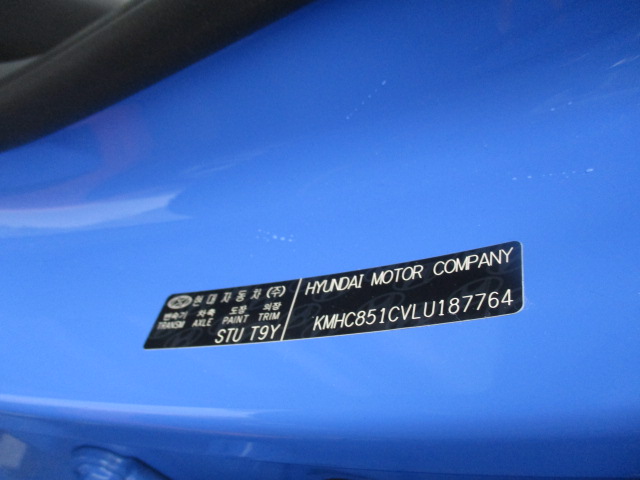 현대자동차(주)
변속기 차축 도장 의장
TRANSM AXLE PAINT TRIM
STU T9Y
HYUNDAI MOTOR COMPANY
KMHC851CVLU187764